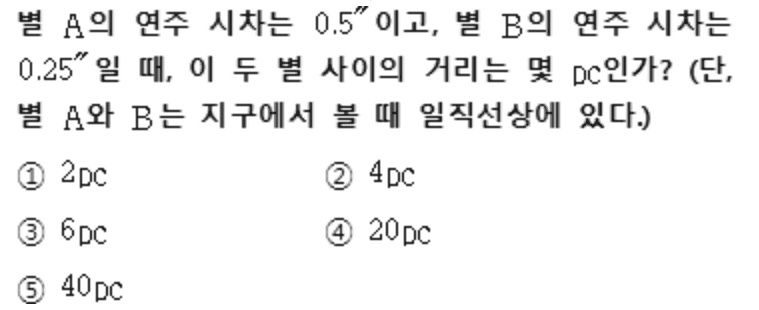 별 A의 연주 시차는 0.5″이고, 별 B의 연주 시차는
0.25″일 때, 이 두 별 사이의 거리는 몇 pc인가? (단,
별 A와 B는 지구에서 볼 때 일직선상에 있다.)
① 2pc ② 4pc
③ 6pc ④ 20pc
⑤ 40pc